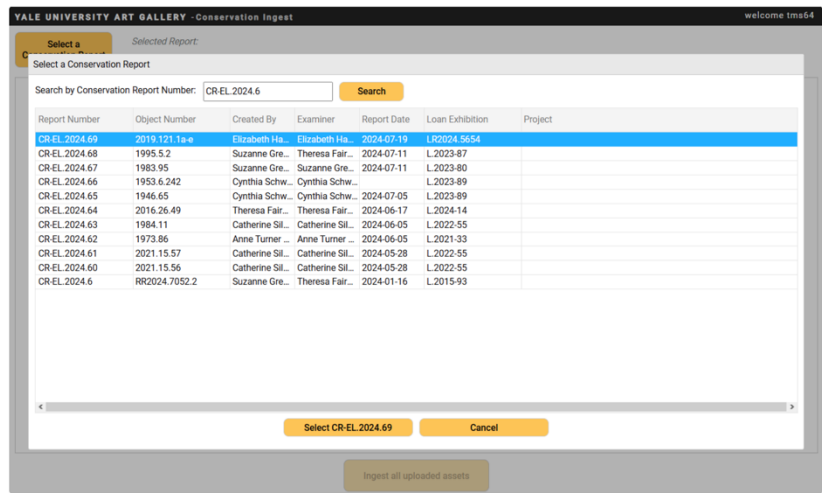 YALE UNIVERSITY ART GALLERY - Conservation Ingest welcome tms64
Select a Selected Report:
Select a Conservation Report
Search by Conservation Report Number: CR-EL.2024.6 Search
Report Number Object Number Created By Examiner Report Date Loan Exhibition Project
CR-EL.2024.69 2019.121.1a-e Elizabeth Ha... Elizabeth Ha... 2024-07-19 LR2024.5654
CR-EL.2024.68 1995.5.2 Suzanne Gre... Theresa Fair... 2024-07-11 L.2023-87
CR-EL.2024.67 1983.95 Suzanne Gre... Suzanne Gre... 2024-07-11 L.2023-80
CR-EL.2024.66 1953.6.242 Cynthia Schw... Cynthia Schw... L.2023-89
CR-EL.2024.65 1946.65 Cynthia Schw... Cynthia Schw... 2024-07-05 L.2023-89
CR-EL.2024.64 2016.26.49 Theresa Fair... Theresa Fair... 2024-06-17 L.2024-14
CR-EL.2024.63 1984.11 Catherine Sil... Catherine Sil... 2024-06-05 L.2022-55
CR-EL.2024.62 1973.86 Anne Turner ... Anne Turner ... 2024-06-05 L.2021-33
CR-EL.2024.61 2021.15.57 Catherine Sil... Catherine Sil... 2024-05-28 L.2022-55
CR-EL.2024.60 2021.15.56 Catherine Sil... Catherine Sil... 2024-05-28 L.2022-55
CR-EL.2024.6 RR2024.7052.2 Suzanne Gre... Theresa Fair... 2024-01-16 L.2015-93
Select CR-EL.2024.69 Cancel
Ingest all uploaded assets